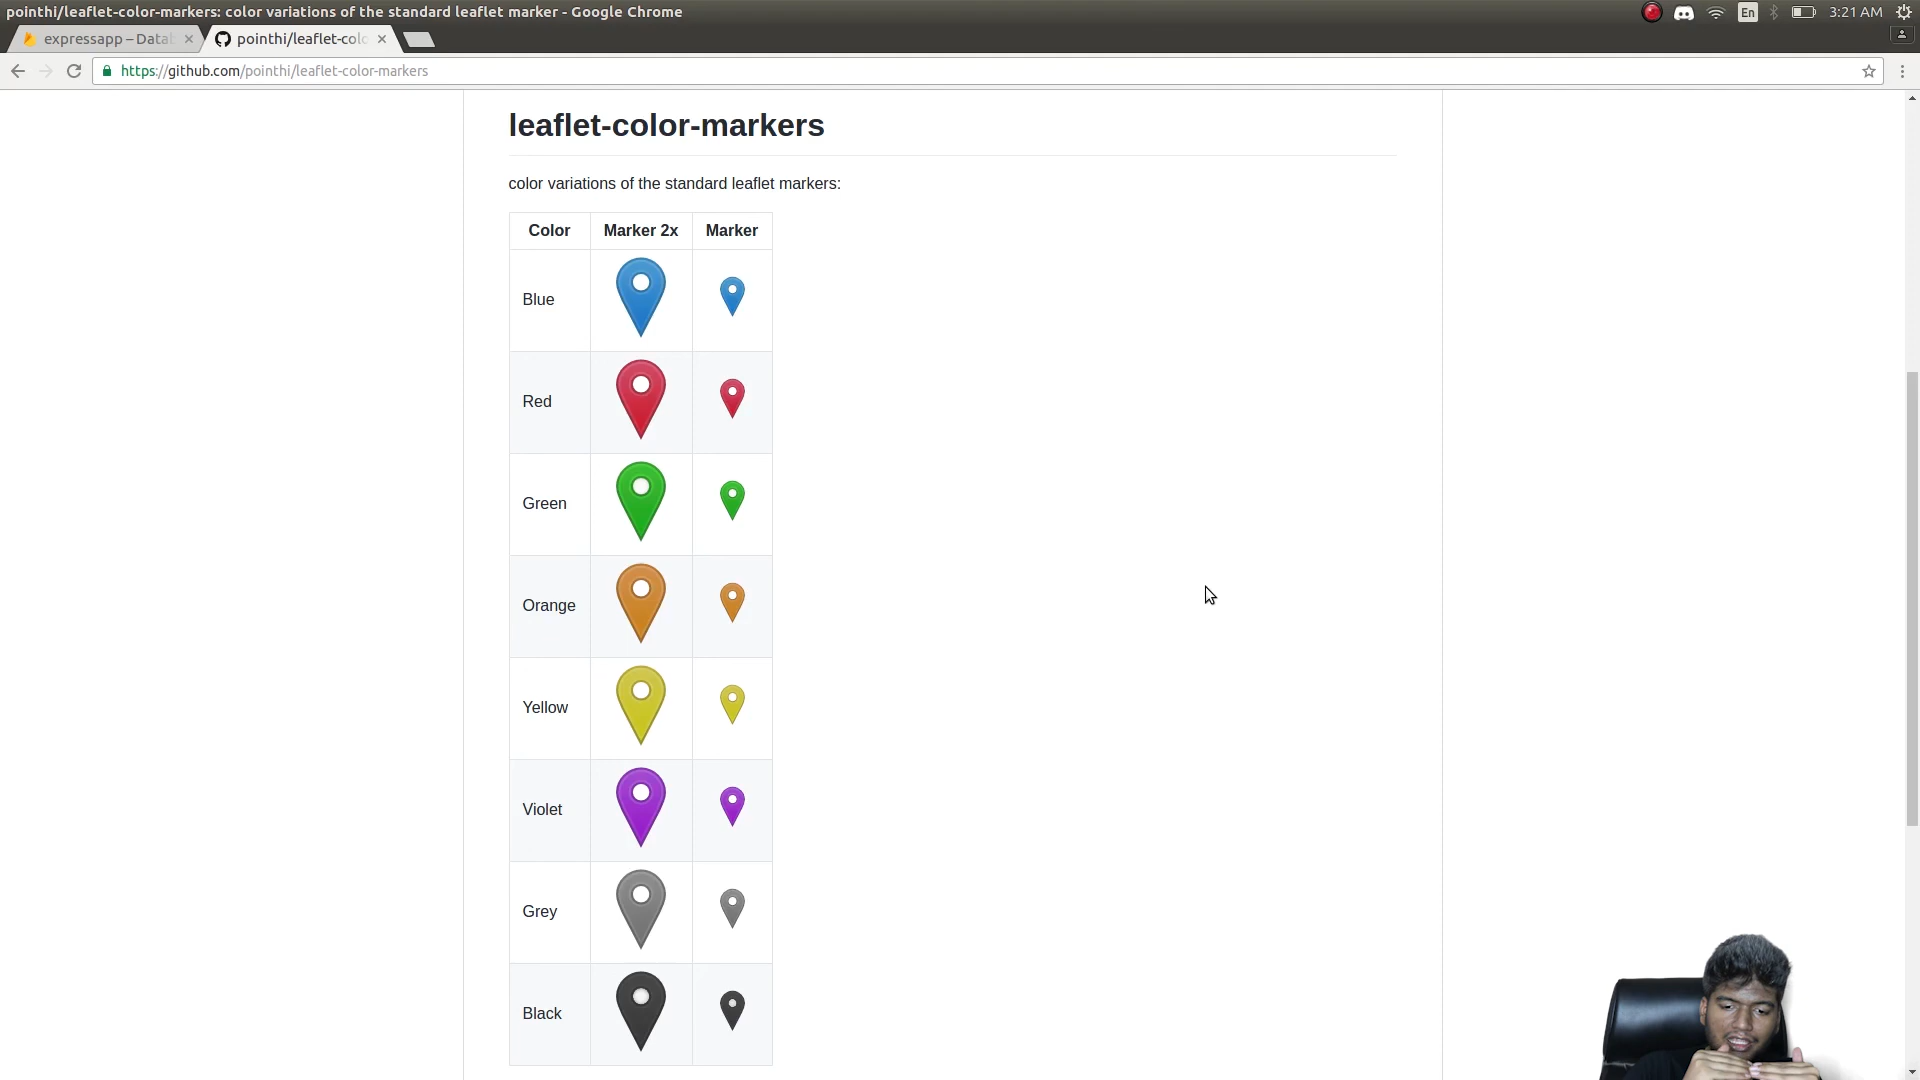 pointhi/leaflet-color-markers: color variations of the standard leaflet marker - Google Chrome
En
3:21 AM
expressapp – Datab
pointhi/leaflet-colo
https://github.com/pointhi/leaflet-color-markers
leaflet-color-markers
color variations of the standard leaflet markers:
Color Marker 2x Marker
Blue
Red
Green
Orange
Yellow
Violet
Grey
Black